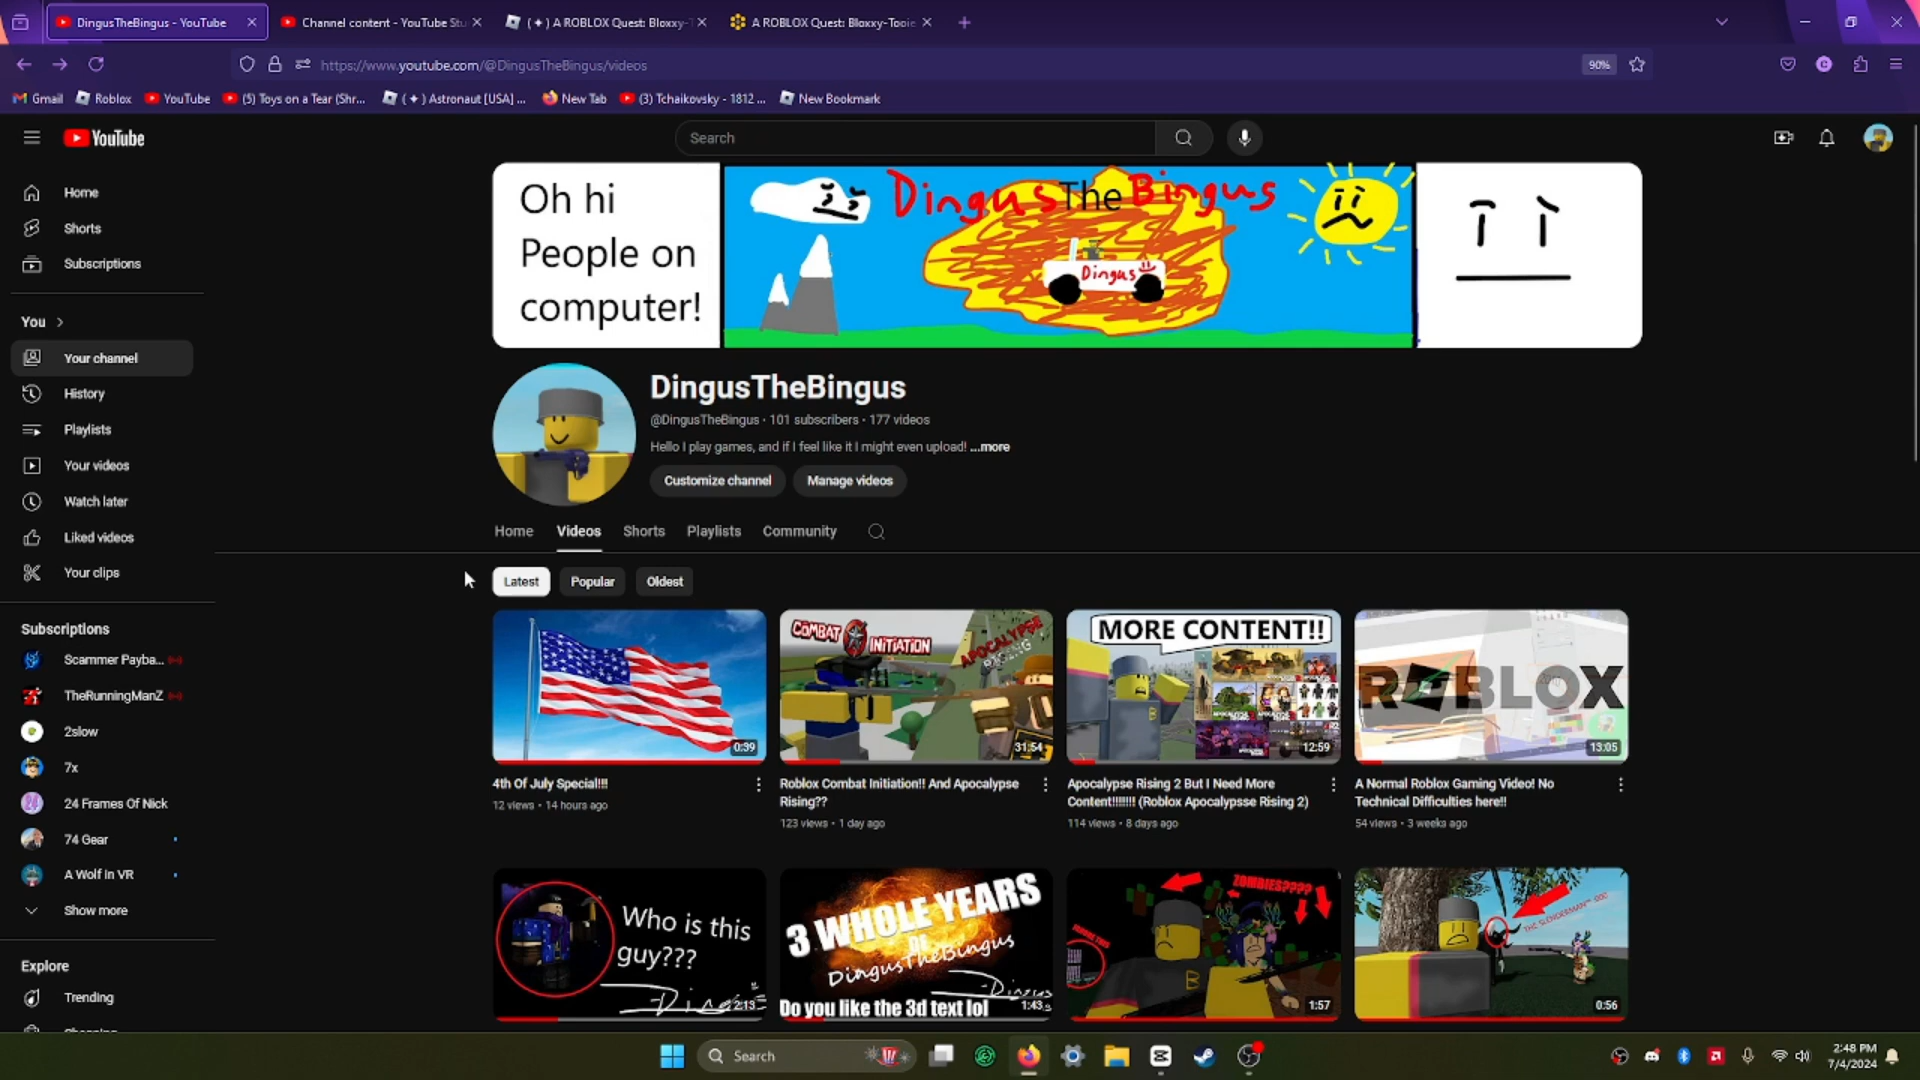 DingusTheBingus - YouTube
Channel content - YouTube Stu
( ✦ ) A ROBLOX Quest: Bloxxy-T
A ROBLOX Quest: Bloxxy-Tooie
https://www.youtube.com/@DingusTheBingus/videos
90%
Gmail
Roblox
YouTube
(5) Toys on a Tear (Shr...
( ✦ ) Astronaut [USA] ...
New Tab
(3) Tchaikovsky - 1812 ...
New Bookmark
YouTube
Search
Home
Shorts
Subscriptions
You
Your channel
History
Playlists
Your videos
Watch later
Liked videos
Your clips
Subscriptions
Scammer Payba...
TheRunningManZ
2slow
7x
24 Frames Of Nick
74 Gear
A Wolf in VR
Show more
Explore
Trending
Oh hi
People on
computer!
DingusTheBingus
Dingus
DingusTheBingus
@DingusTheBingus · 101 subscribers · 177 videos
Hello I play games, and if I feel like it I might even upload! ...more
Customize channel
Manage videos
Home
Videos
Shorts
Playlists
Community
Latest
Popular
Oldest
0:39
4th Of July Special!!!
12 views · 14 hours ago
COMBAT INITIATION
APOCALYPSE
RISING
31:54
Roblox Combat Initiation!! And Apocalypse
Rising??
123 views · 1 day ago
MORE CONTENT!!
12:59
Apocalypse Rising 2 But I Need More
Content!!!!!!! (Roblox Apocalypsse Rising 2)
114 views · 8 days ago
ROBLOX
13:05
A Normal Roblox Gaming Video! No
Technical Difficulties here!!
54 views · 3 weeks ago
Who is this
guy???
2:13
3 WHOLE YEARS
OF
DingusTheBingus
Dingus
Do you like the 3d text lol
1:43
ZOMBIES????
1:57
THE SLENDERMAN
0:56
Search
2:48 PM
7/4/2024